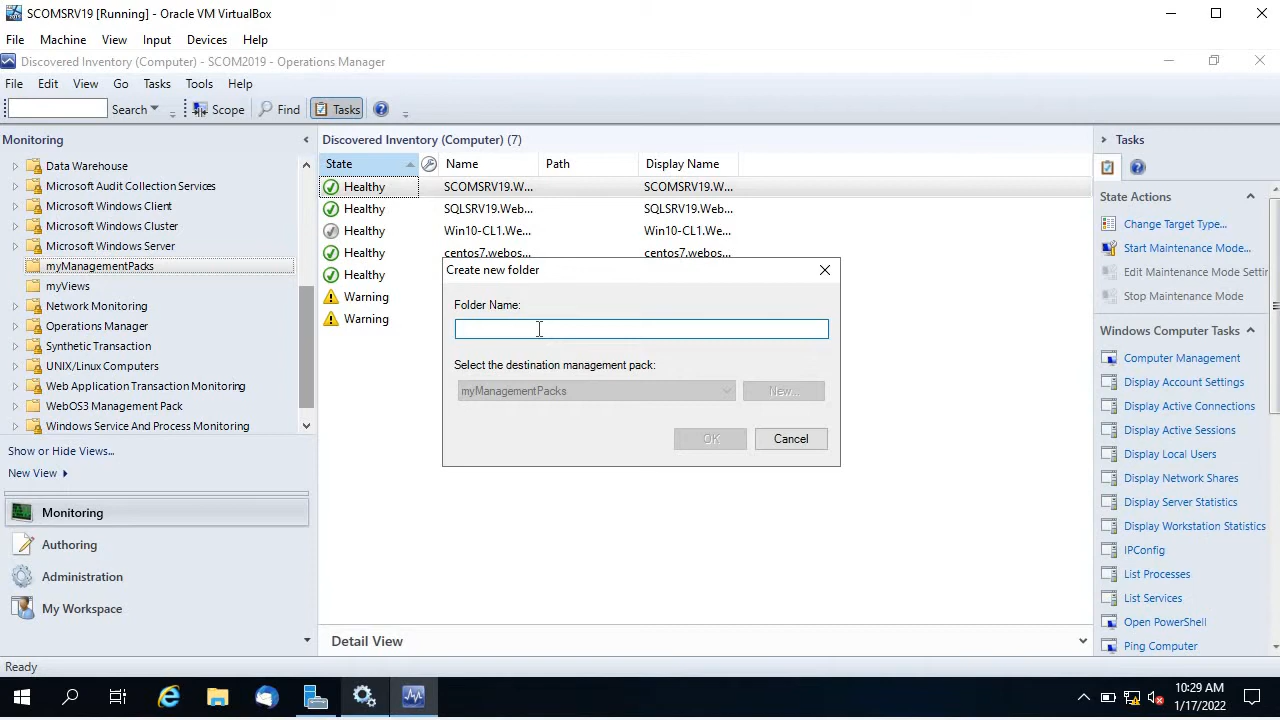 SCOMSRV19 [Running] - Oracle VM VirtualBox
File Machine View Input Devices Help
Discovered Inventory (Computer) - SCOM2019 - Operations Manager
File Edit View Go Tasks Tools Help
Search Scope Find Tasks
Monitoring
Data Warehouse
Microsoft Audit Collection Services
Microsoft Windows Client
Microsoft Windows Cluster
Microsoft Windows Server
myManagementPacks
myViews
Network Monitoring
Operations Manager
Synthetic Transaction
UNIX/Linux Computers
Web Application Transaction Monitoring
WebOS3 Management Pack
Windows Service And Process Monitoring
Show or Hide Views...
New View
Monitoring
Authoring
Administration
My Workspace
Discovered Inventory (Computer) (7)
State Name Path Display Name
Healthy SCOMSRV19.W... SCOMSRV19.W...
Healthy SQLSRV19.Web... SQLSRV19.Web...
Healthy Win10-CL1.We... Win10-CL1.We...
Healthy centos7.webos... centos7.webos...
Healthy
Warning
Warning
Create new folder
Folder Name:
Select the destination management pack:
myManagementPacks New...
OK Cancel
Detail View
Tasks
State Actions
Change Target Type...
Start Maintenance Mode...
Edit Maintenance Mode Settin
Stop Maintenance Mode
Windows Computer Tasks
Computer Management
Display Account Settings
Display Active Connections
Display Active Sessions
Display Local Users
Display Network Shares
Display Server Statistics
Display Workstation Statistics
IPConfig
List Processes
List Services
Open PowerShell
Ping Computer
Ready
10:29 AM
1/17/2022